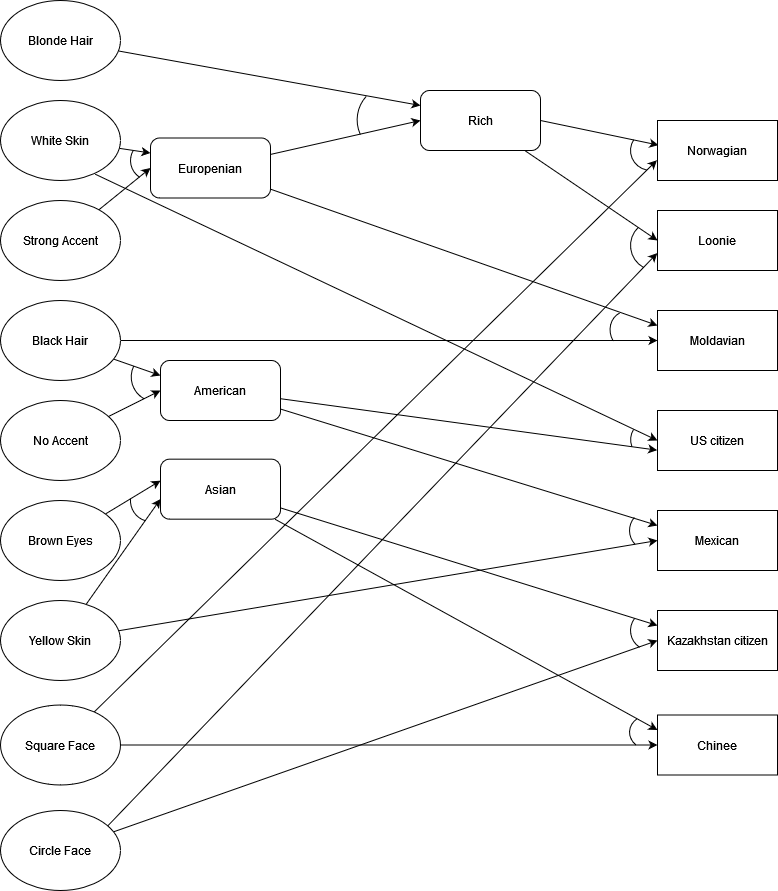 Blonde Hair
White Skin
Strong Accent
Black Hair
No Accent
Brown Eyes
Yellow Skin
Square Face
Circle Face
Europenian
American
Asian
Rich
Norwagian
Loonie
Moldavian
US citizen
Mexican
Kazakhstan citizen
Chinee